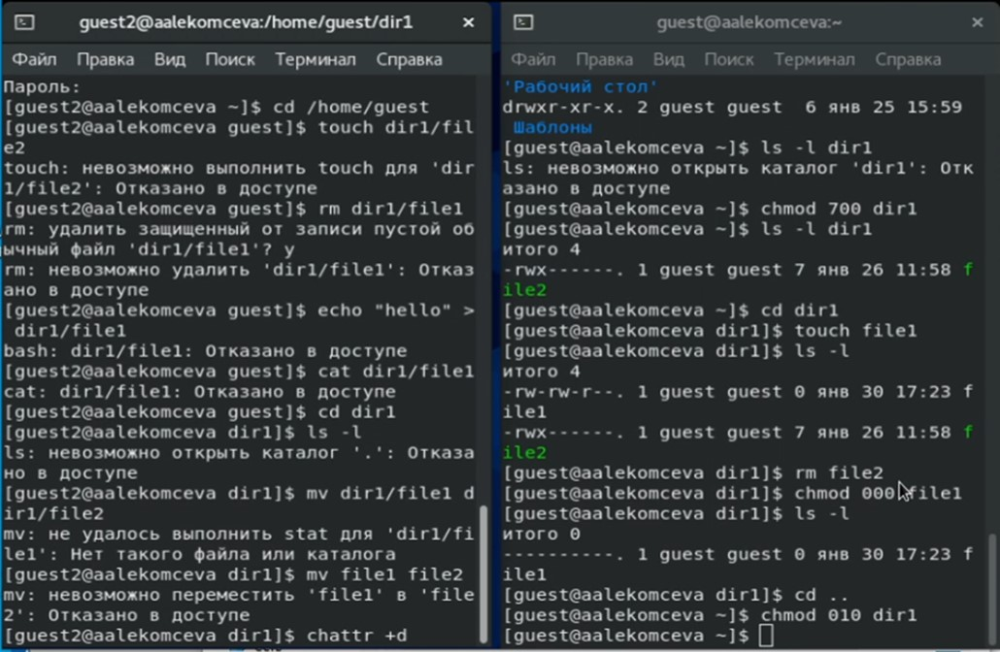 guest2@aalekomceva:/home/guest/dir1
Файл Правка Вид Поиск Терминал Справка
Пароль:
[guest2@aalekomceva ~]$ cd /home/guest
[guest2@aalekomceva guest]$ touch dir1/fil
e2
touch: невозможно выполнить touch для 'dir
1/file2': Отказано в доступе
[guest2@aalekomceva guest]$ rm dir1/file1
rm: удалить защищенный от записи пустой об
ычный файл 'dir1/file1'? y
rm: невозможно удалить 'dir1/file1': Отказ
ано в доступе
[guest2@aalekomceva guest]$ echo "hello" >
 dir1/file1
bash: dir1/file1: Отказано в доступе
[guest2@aalekomceva guest]$ cat dir1/file1
cat: dir1/file1: Отказано в доступе
[guest2@aalekomceva guest]$ cd dir1
[guest2@aalekomceva dir1]$ ls -l
ls: невозможно открыть каталог '.': Отказа
но в доступе
[guest2@aalekomceva dir1]$ mv dir1/file1 d
ir1/file2
mv: не удалось выполнить stat для 'dir1/fi
le1': Нет такого файла или каталога
[guest2@aalekomceva dir1]$ mv file1 file2
mv: невозможно переместить 'file1' в 'file
2': Отказано в доступе
[guest2@aalekomceva dir1]$ chattr +d
guest@aalekomceva:~
Файл Правка Вид Поиск Терминал Справка
'Рабочий стол'
drwxr-xr-x. 2 guest guest  6 янв 25 15:59
 Шаблоны
[guest@aalekomceva ~]$ ls -l dir1
ls: невозможно открыть каталог 'dir1': Отк
азано в доступе
[guest@aalekomceva ~]$ chmod 700 dir1
[guest@aalekomceva ~]$ ls -l dir1
итого 4
-rwx------. 1 guest guest 7 янв 26 11:58 f
ile2
[guest@aalekomceva ~]$ cd dir1
[guest@aalekomceva dir1]$ touch file1
[guest@aalekomceva dir1]$ ls -l
итого 4
-rw-rw-r--. 1 guest guest 0 янв 30 17:23 f
ile1
-rwx------. 1 guest guest 7 янв 26 11:58 f
ile2
[guest@aalekomceva dir1]$ rm file2
[guest@aalekomceva dir1]$ chmod 000 file1
[guest@aalekomceva dir1]$ ls -l
итого 0
----------. 1 guest guest 0 янв 30 17:23 f
ile1
[guest@aalekomceva dir1]$ cd ..
[guest@aalekomceva ~]$ chmod 010 dir1
[guest@aalekomceva ~]$